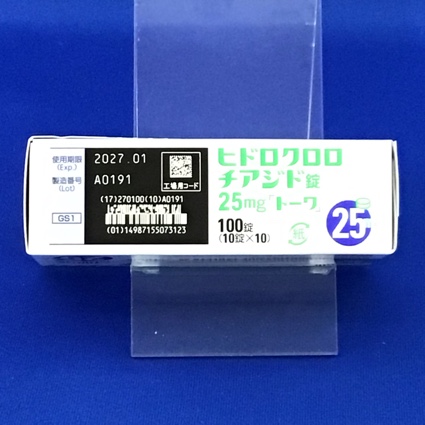 使用期限
(Exp.)
2027.01
製造番号
(Lot)
A0191
工場用コード
GS1
(17)270100(10)A0191
(01)14987155073123
ヒドロクロロ
チアジド錠
25mg「トーワ」
100錠
(10錠×10)
紙
25